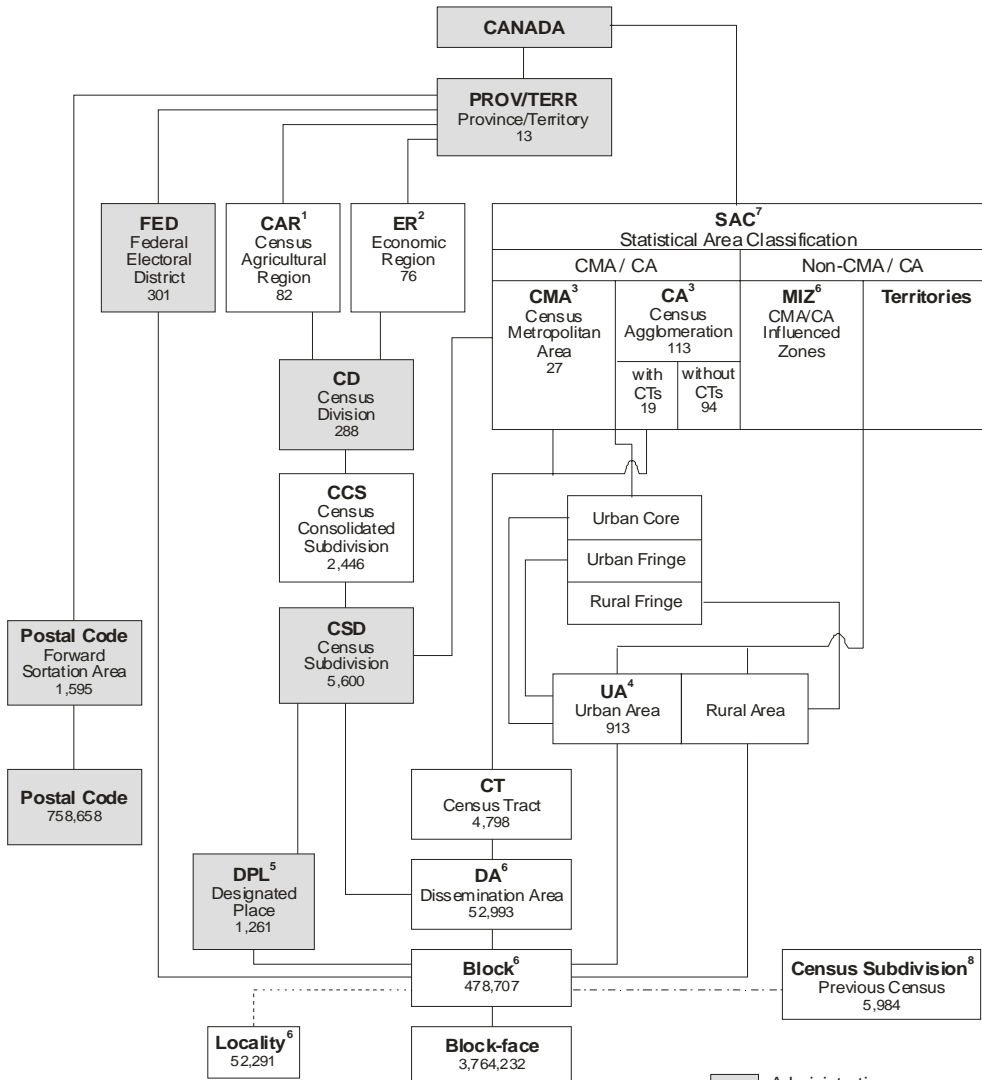 CANADA
PROV/TERR
Province/Territory
13
FED
Federal
Electoral
District
301
CAR1
Census
Agricultural
Region
82
ER2
Economic
Region
76
SAC7
Statistical Area Classification
CMA / CA
Non-CMA / CA
CMA3
Census
Metropolitan
Area
27
CA3
Census
Agglomeration
113
with
CTs
19
without
CTs
94
MIZ6
CMA/CA
Influenced
Zones
Territories
CD
Census
Division
288
CCS
Census
Consolidated
Subdivision
2,446
Urban Core
Urban Fringe
Rural Fringe
CSD
Census
Subdivision
5,600
Postal Code
Forward
Sortation Area
1,595
UA4
Urban Area
913
Rural Area
Postal Code
758,658
CT
Census Tract
4,798
DPL5
Designated
Place
1,261
DA6
Dissemination Area
52,993
Block6
478,707
Census Subdivision8
Previous Census
5,984
Locality6
52,291
Block-face
3,764,232